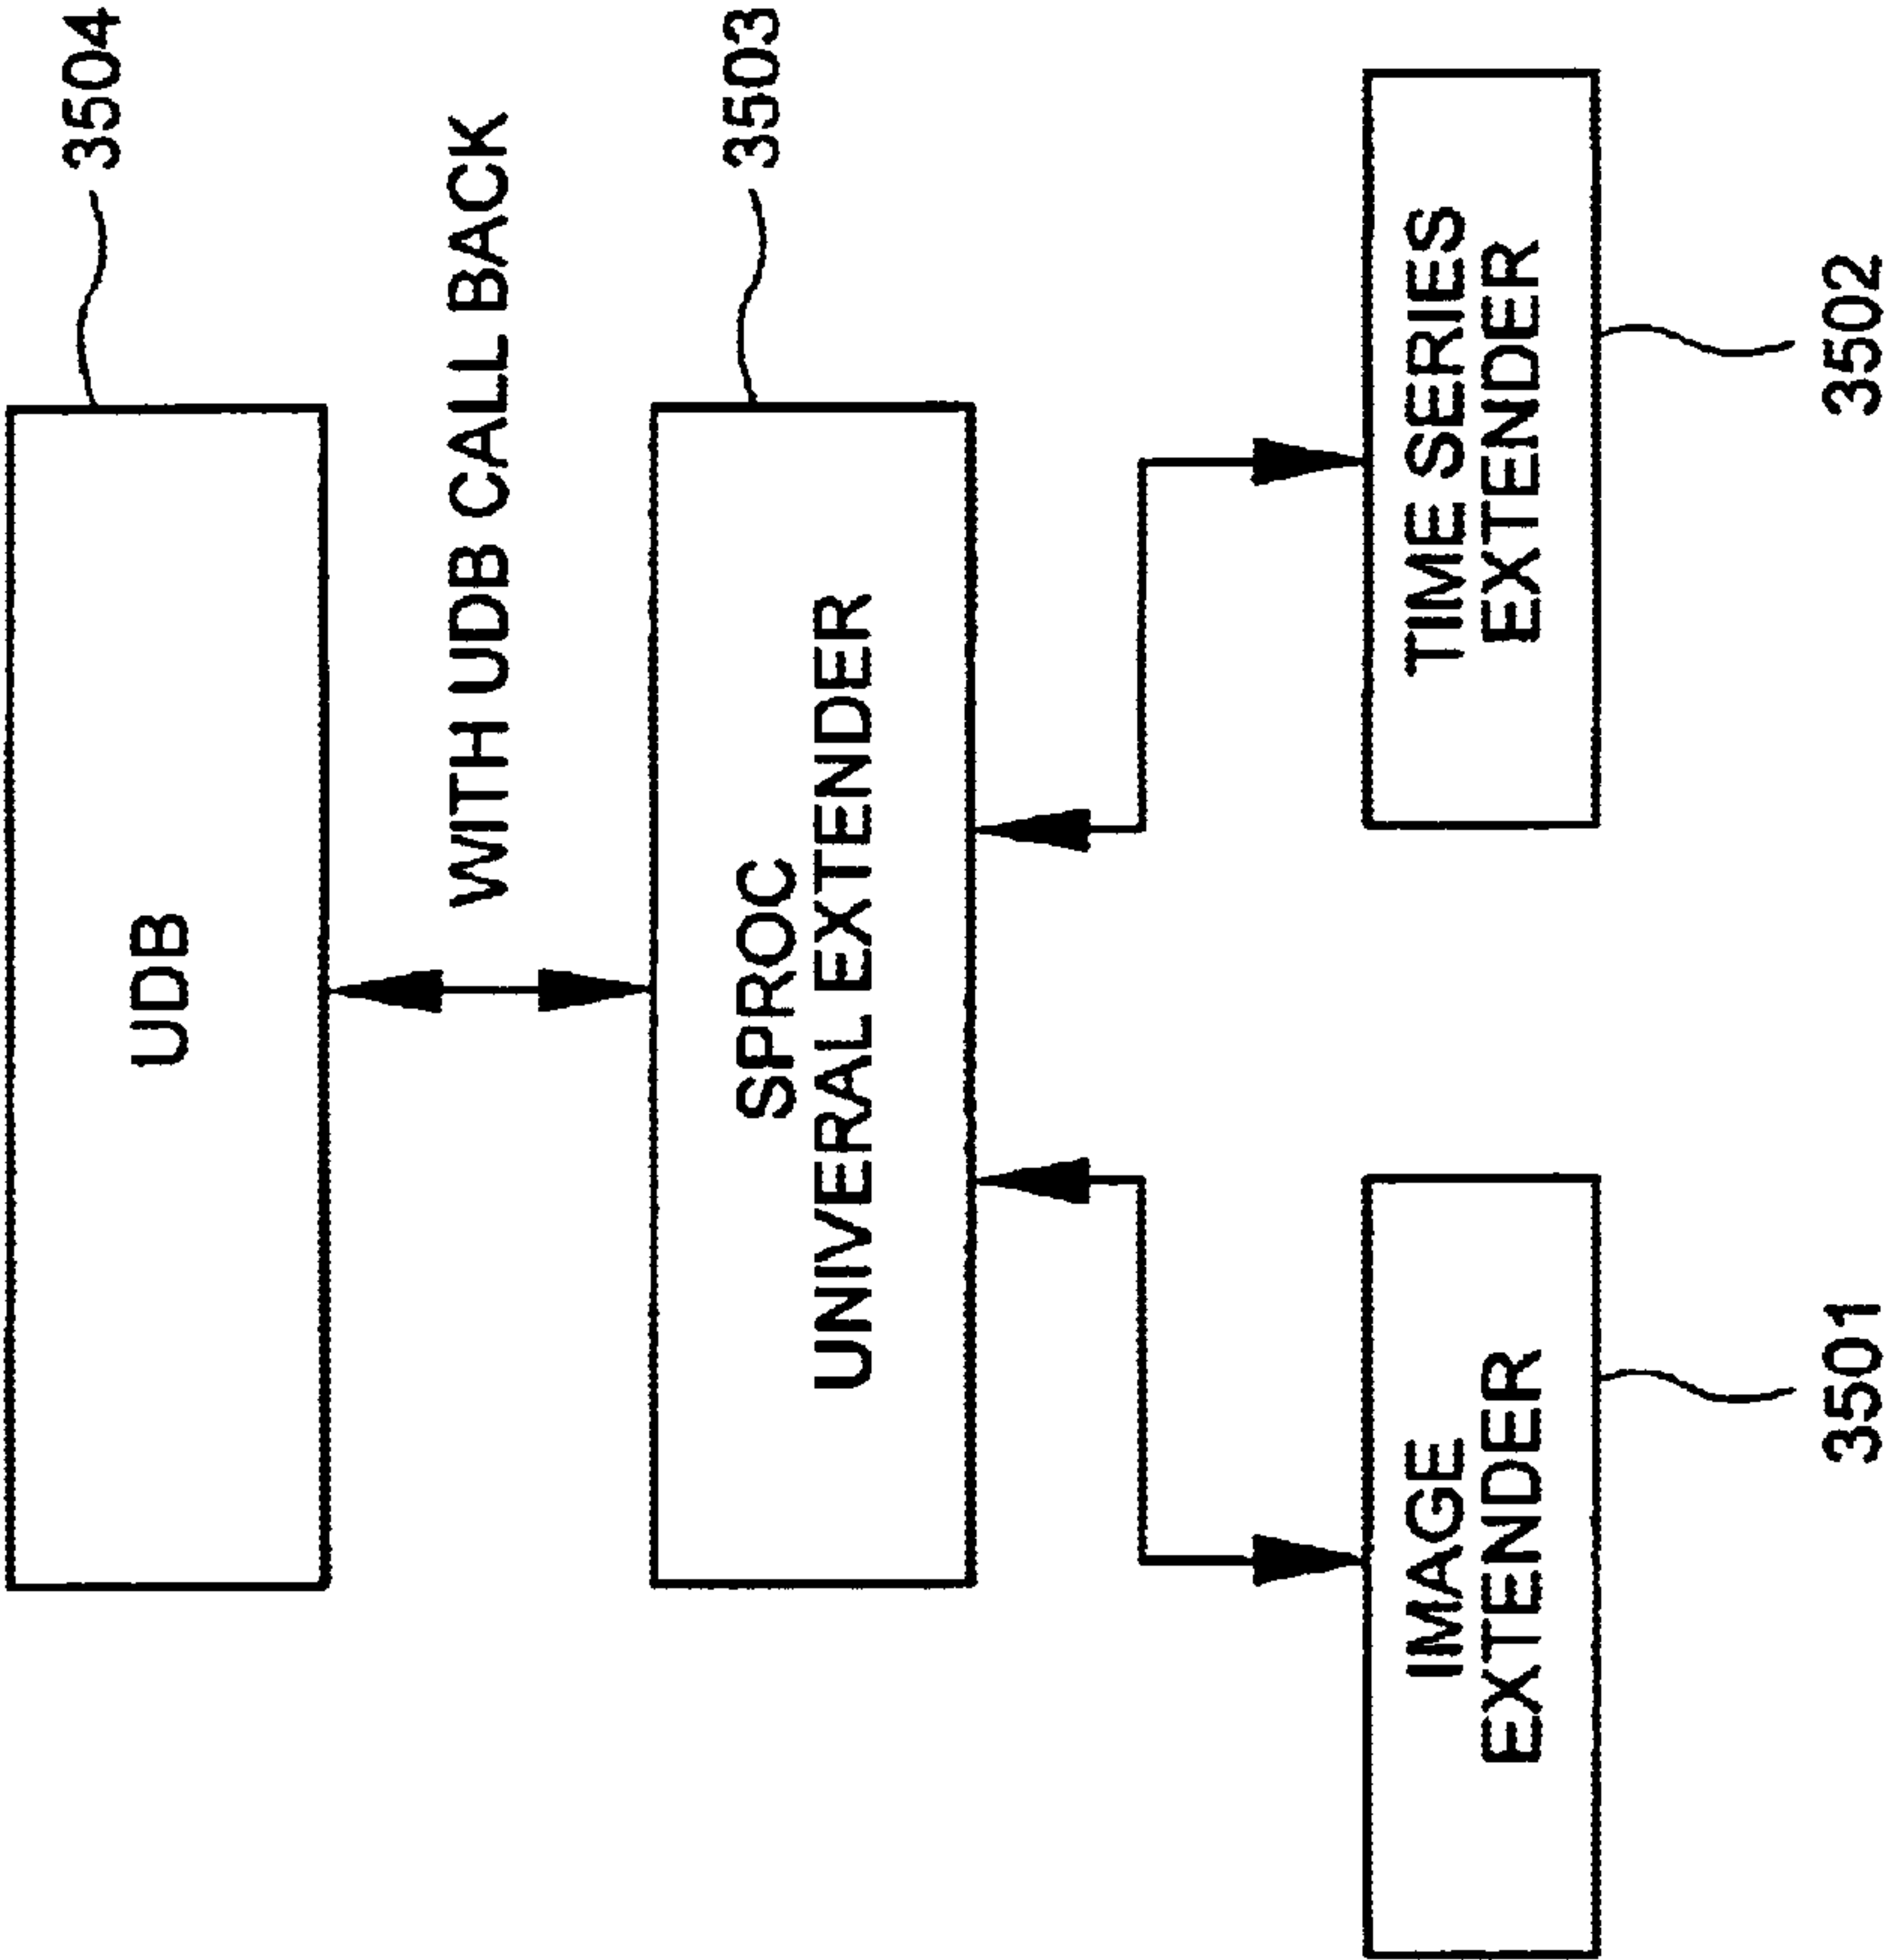 UDB
3504
WITH UDB CALL BACK
SPROC
UNIVERAL EXTENDER
3503
IMAGE
EXTENDER
3501
TIME SERIES
EXTENDER
3502